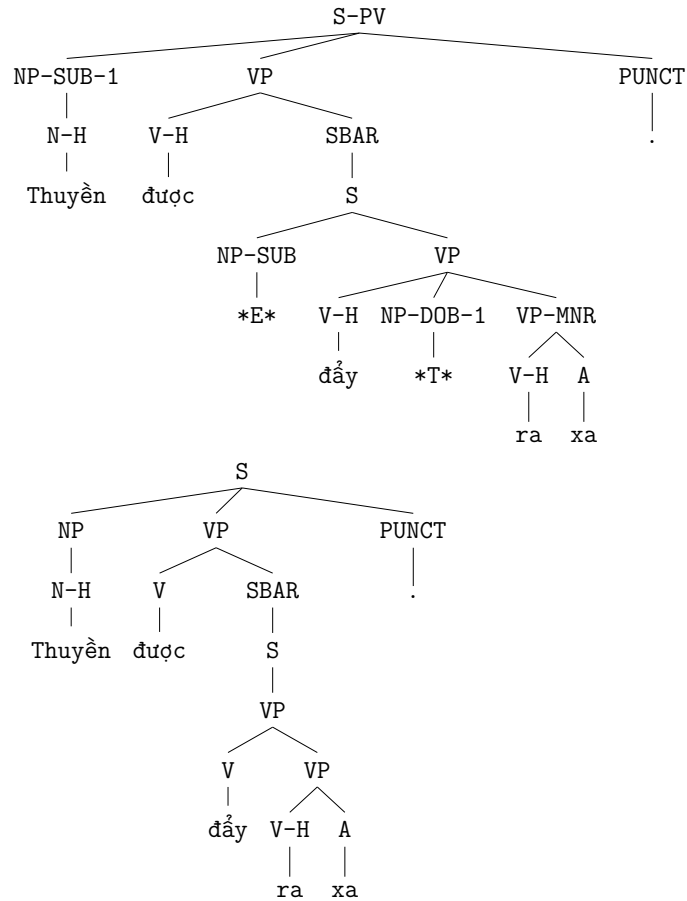 S-PV
NP-SUB-1 VP PUNCT
N-H V-H SBAR .
Thuyền được S
NP-SUB VP
*E* V-H NP-DOB-1 VP-MNR
đẩy *T* V-H A
ra xa
S
NP VP PUNCT
N-H V SBAR .
Thuyền được S
VP
V VP
đẩy V-H A
ra xa